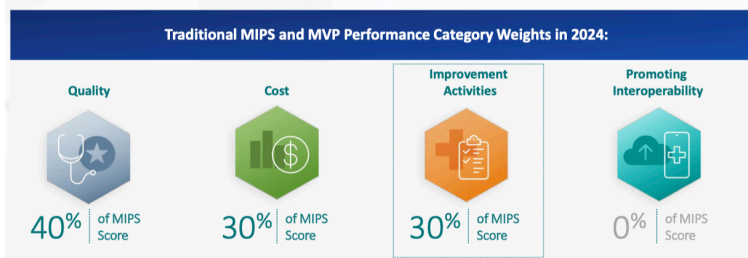 Traditional MIPS and MVP Performance Category Weights in 2024:
Quality
40% of MIPS
Score
Cost
30% of MIPS
Score
Improvement
Activities
30% of MIPS
Score
Promoting
Interoperability
0% of MIPS
Score